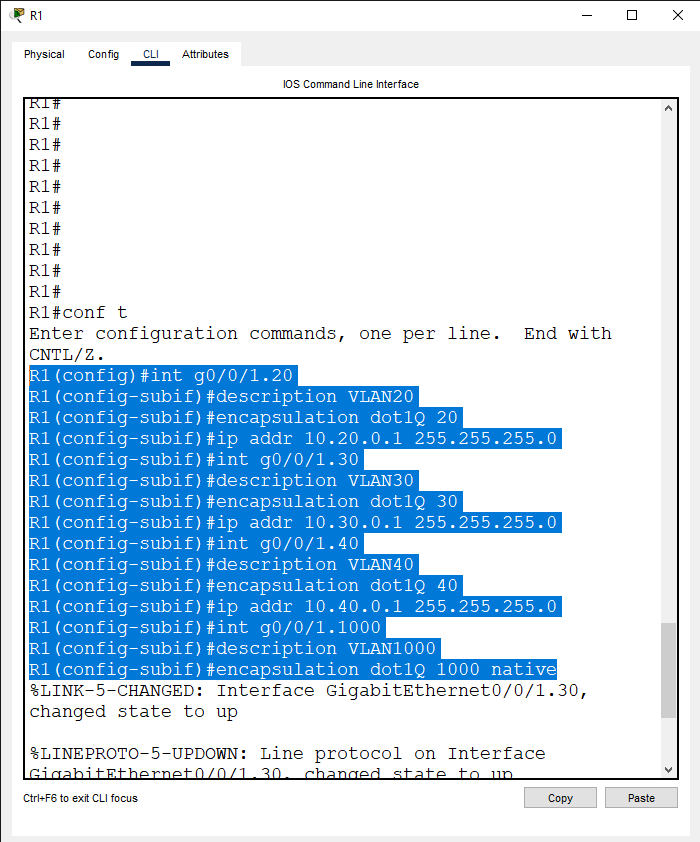 R1
Physical Config CLI Attributes
IOS Command Line Interface
R1#
R1#
R1#
R1#
R1#
R1#
R1#
R1#
R1#
R1#
R1#conf t
Enter configuration commands, one per line.  End with
CNTL/Z.
R1(config)#int g0/0/1.20
R1(config-subif)#description VLAN20
R1(config-subif)#encapsulation dot1Q 20
R1(config-subif)#ip addr 10.20.0.1 255.255.255.0
R1(config-subif)#int g0/0/1.30
R1(config-subif)#description VLAN30
R1(config-subif)#encapsulation dot1Q 30
R1(config-subif)#ip addr 10.30.0.1 255.255.255.0
R1(config-subif)#int g0/0/1.40
R1(config-subif)#description VLAN40
R1(config-subif)#encapsulation dot1Q 40
R1(config-subif)#ip addr 10.40.0.1 255.255.255.0
R1(config-subif)#int g0/0/1.1000
R1(config-subif)#description VLAN1000
R1(config-subif)#encapsulation dot1Q 1000 native
%LINK-5-CHANGED: Interface GigabitEthernet0/0/1.30,
changed state to up
%LINEPROTO-5-UPDOWN: Line protocol on Interface
GigabitEthernet0/0/1.30, changed state to up
Ctrl+F6 to exit CLI focus Copy Paste